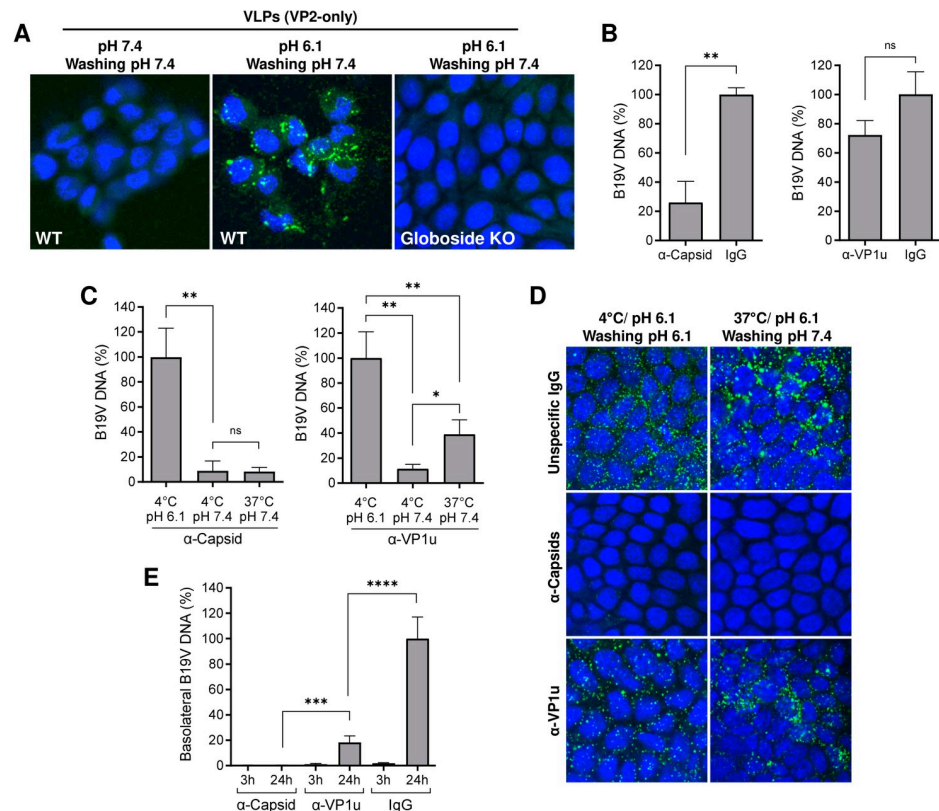 VLPs (VP2-only)
A
pH 7.4
Washing pH 7.4
pH 6.1
Washing pH 7.4
pH 6.1
Washing pH 7.4
WT
WT
Globoside KO
B
B19V DNA (%)
120
100
80
60
40
20
0
**
α-Capsid IgG
B19V DNA (%)
120
100
80
60
40
20
0
ns
α-VP1u IgG
C
B19V DNA (%)
140
120
100
80
60
40
20
0
**
ns
4°C 4°C 37°C
pH 6.1 pH 7.4 pH 7.4
α-Capsid
B19V DNA (%)
140
120
100
80
60
40
20
0
**
**
*
4°C 4°C 37°C
pH 6.1 pH 7.4 pH 7.4
α-VP1u
D
4°C/ pH 6.1
Washing pH 6.1
37°C/pH 6.1
Washing pH 7.4
Unspecific IgG
α-Capsids
α-VP1u
E
Basolateral B19V DNA (%)
140
120
100
80
60
40
20
0
***
****
3h 24h 3h 24h 3h 24h
α-Capsid α-VP1u IgG